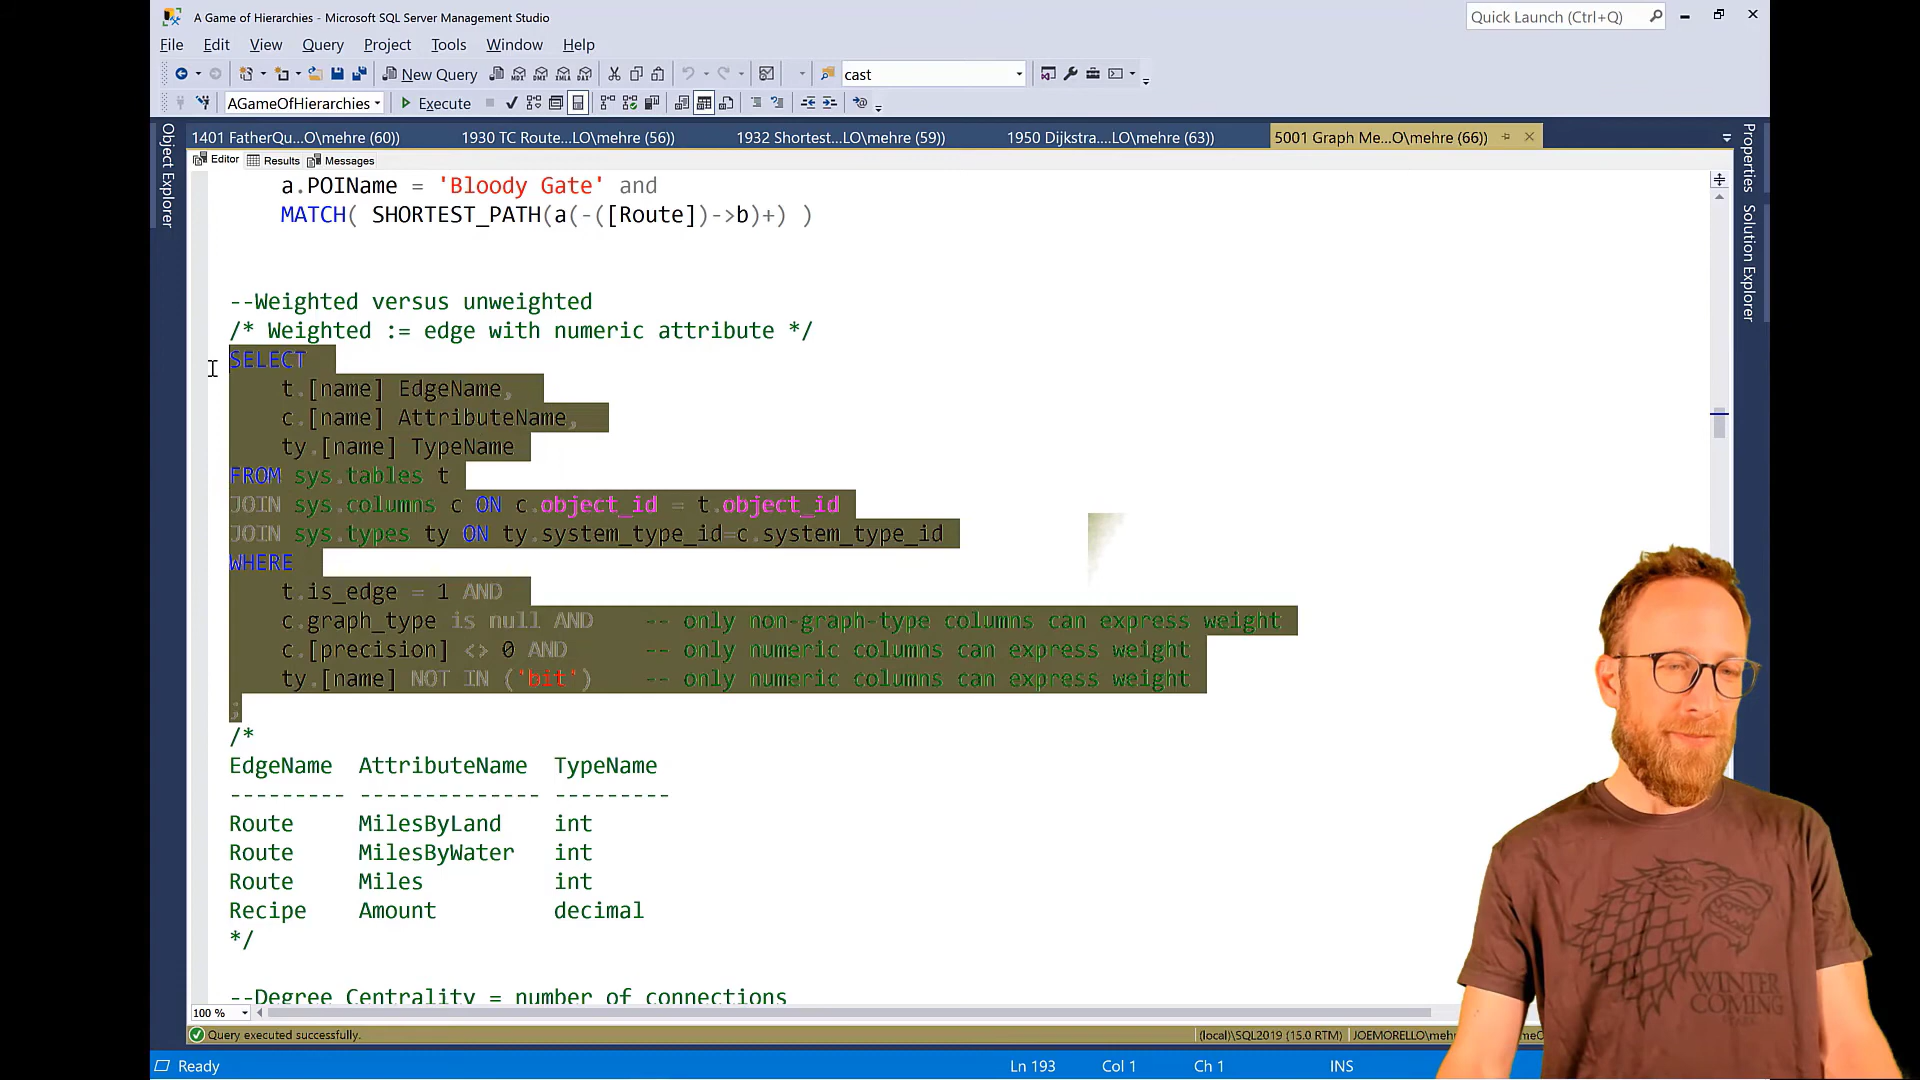 A Game of Hierarchies - Microsoft SQL Server Management Studio
Quick Launch (Ctrl+Q)
File Edit View Query Project Tools Window Help
New Query
cast
AGameOfHierarchies
Execute
1401 FatherQu...O\mehre (60))
1930 TC Route...LO\mehre (56))
1932 Shortest...LO\mehre (59))
1950 Dijkstra....LO\mehre (63))
5001 Graph Me...O\mehre (66))
Object Explorer
Properties
Solution Explorer
Editor Results Messages
a.POIName = 'Bloody Gate' and
MATCH( SHORTEST_PATH(a(-([Route])->b)+) )
--Weighted versus unweighted
/* Weighted := edge with numeric attribute */
SELECT
t.[name] EdgeName,
c.[name] AttributeName,
ty.[name] TypeName
FROM sys.tables t
JOIN sys.columns c ON c.object_id = t.object_id
JOIN sys.types ty ON ty.system_type_id=c.system_type_id
WHERE
t.is_edge = 1 AND
c.graph_type is null AND -- only non-graph-type columns can express weight
c.[precision] <> 0 AND -- only numeric columns can express weight
ty.[name] NOT IN ('bit') -- only numeric columns can express weight
;
/*
EdgeName AttributeName TypeName
--------- -------------- ---------
Route MilesByLand int
Route MilesByWater int
Route Miles int
Recipe Amount decimal
*/
--Degree Centrality = number of connections
100 %
Query executed successfully.
(local)\SQL2019 (15.0 RTM)
JOEMORELLO\mehr
Ready
Ln 193
Col 1
Ch 1
INS
WINTER
COMING